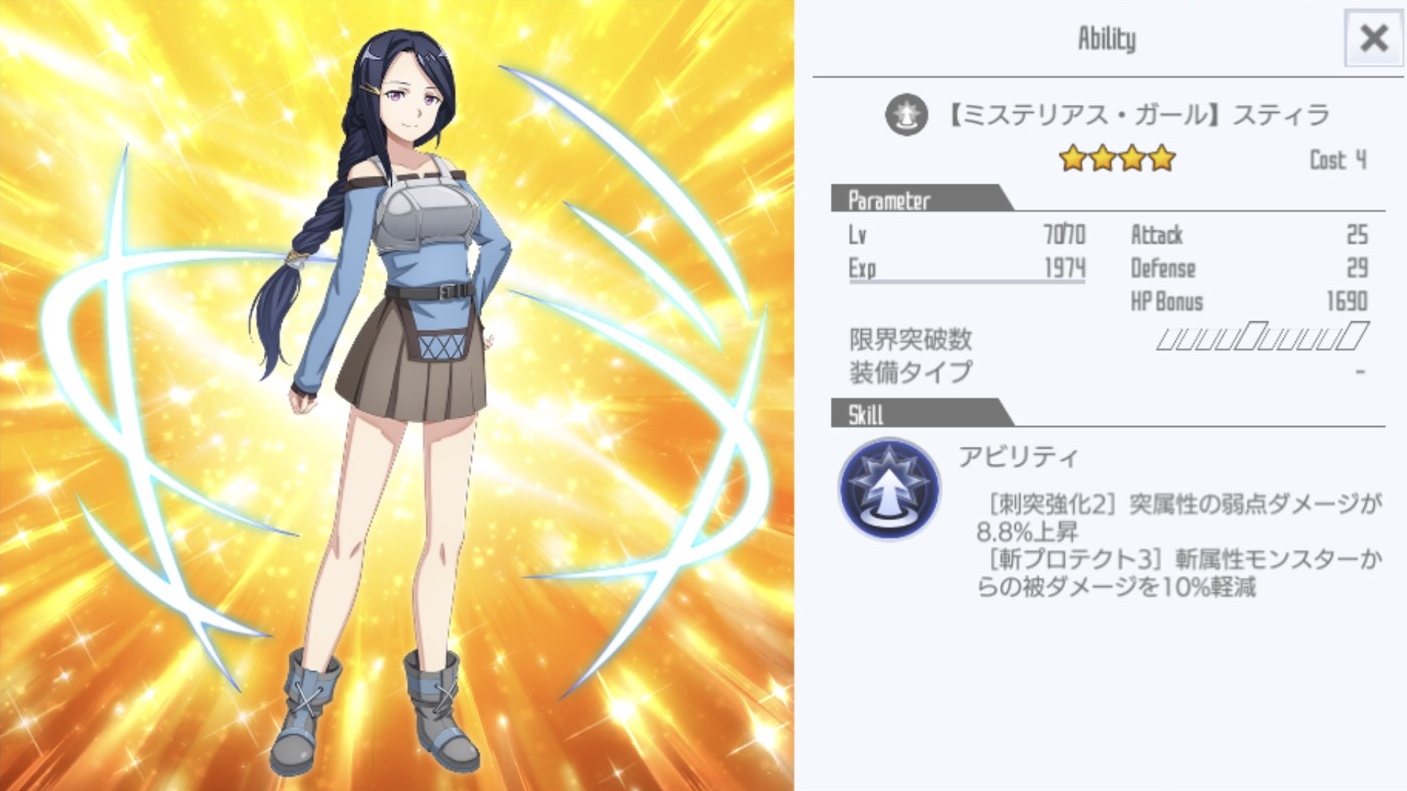 Ability
【ミステリアス・ガール】スティラ
Cost 4
Parameter
Lv 70/70
Attack 25
Exp 1974
Defense 29
HP Bonus 1690
限界突破数
装備タイプ -
Skill
アビリティ
［刺突強化2］突属性の弱点ダメージが
8.8%上昇
［斬プロテクト3］斬属性モンスターか
らの被ダメージを10%軽減